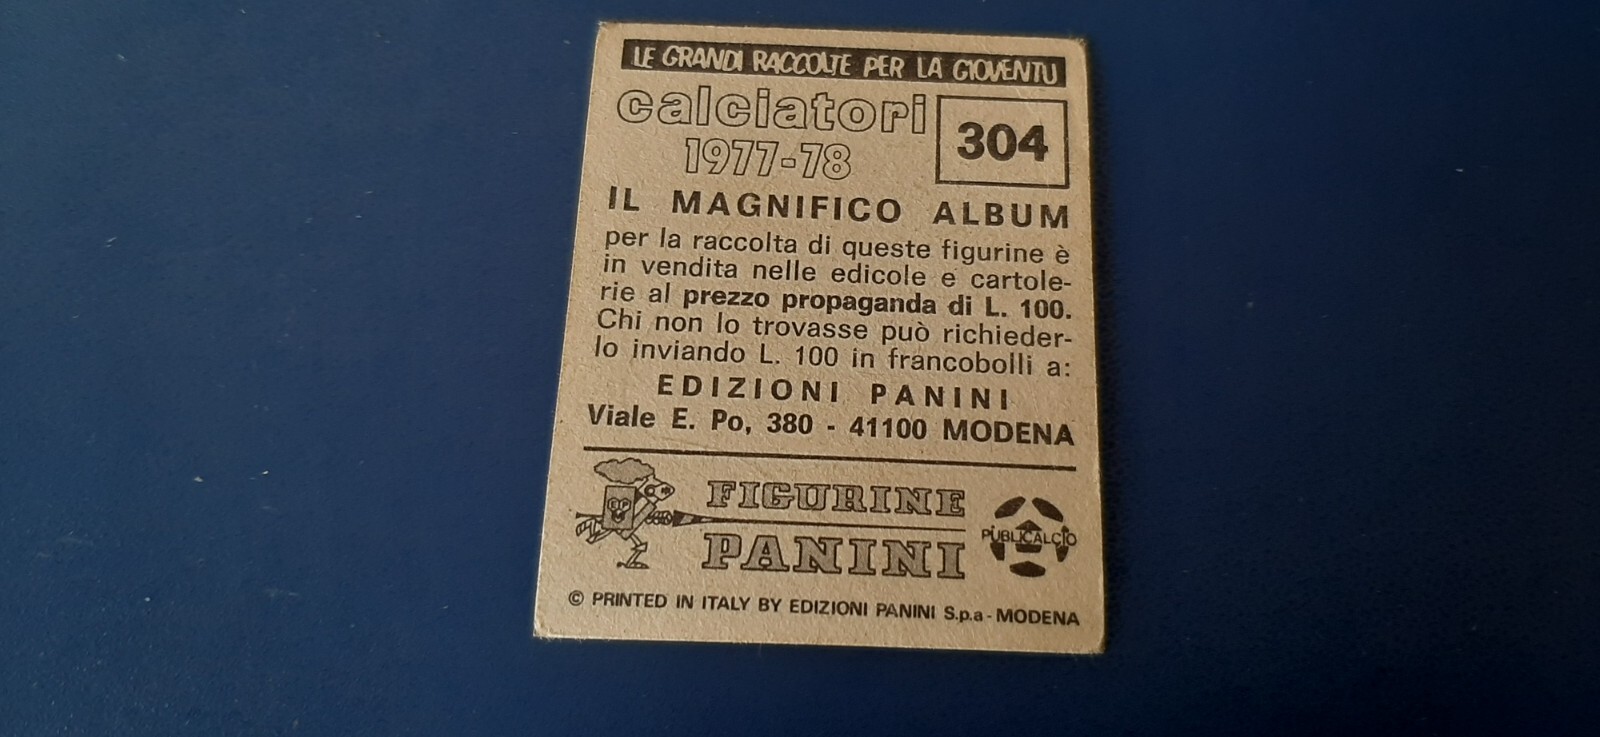 LE GRANDI RACCOLTE PER LA GIOVENTU
calciatori
1977-78
304
IL MAGNIFICO ALBUM
per la raccolta di queste figurine è
in vendita nelle edicole e cartole-
rie al prezzo propaganda di L. 100.
Chi non lo trovasse può richieder-
lo inviando L. 100 in francobolli a:
EDIZIONI PANINI
Viale E. Po, 380 - 41100 MODENA
FIGURINE
PANINI
PUBLICALCIO
© PRINTED IN ITALY BY EDIZIONI PANINI S.p.a - MODENA